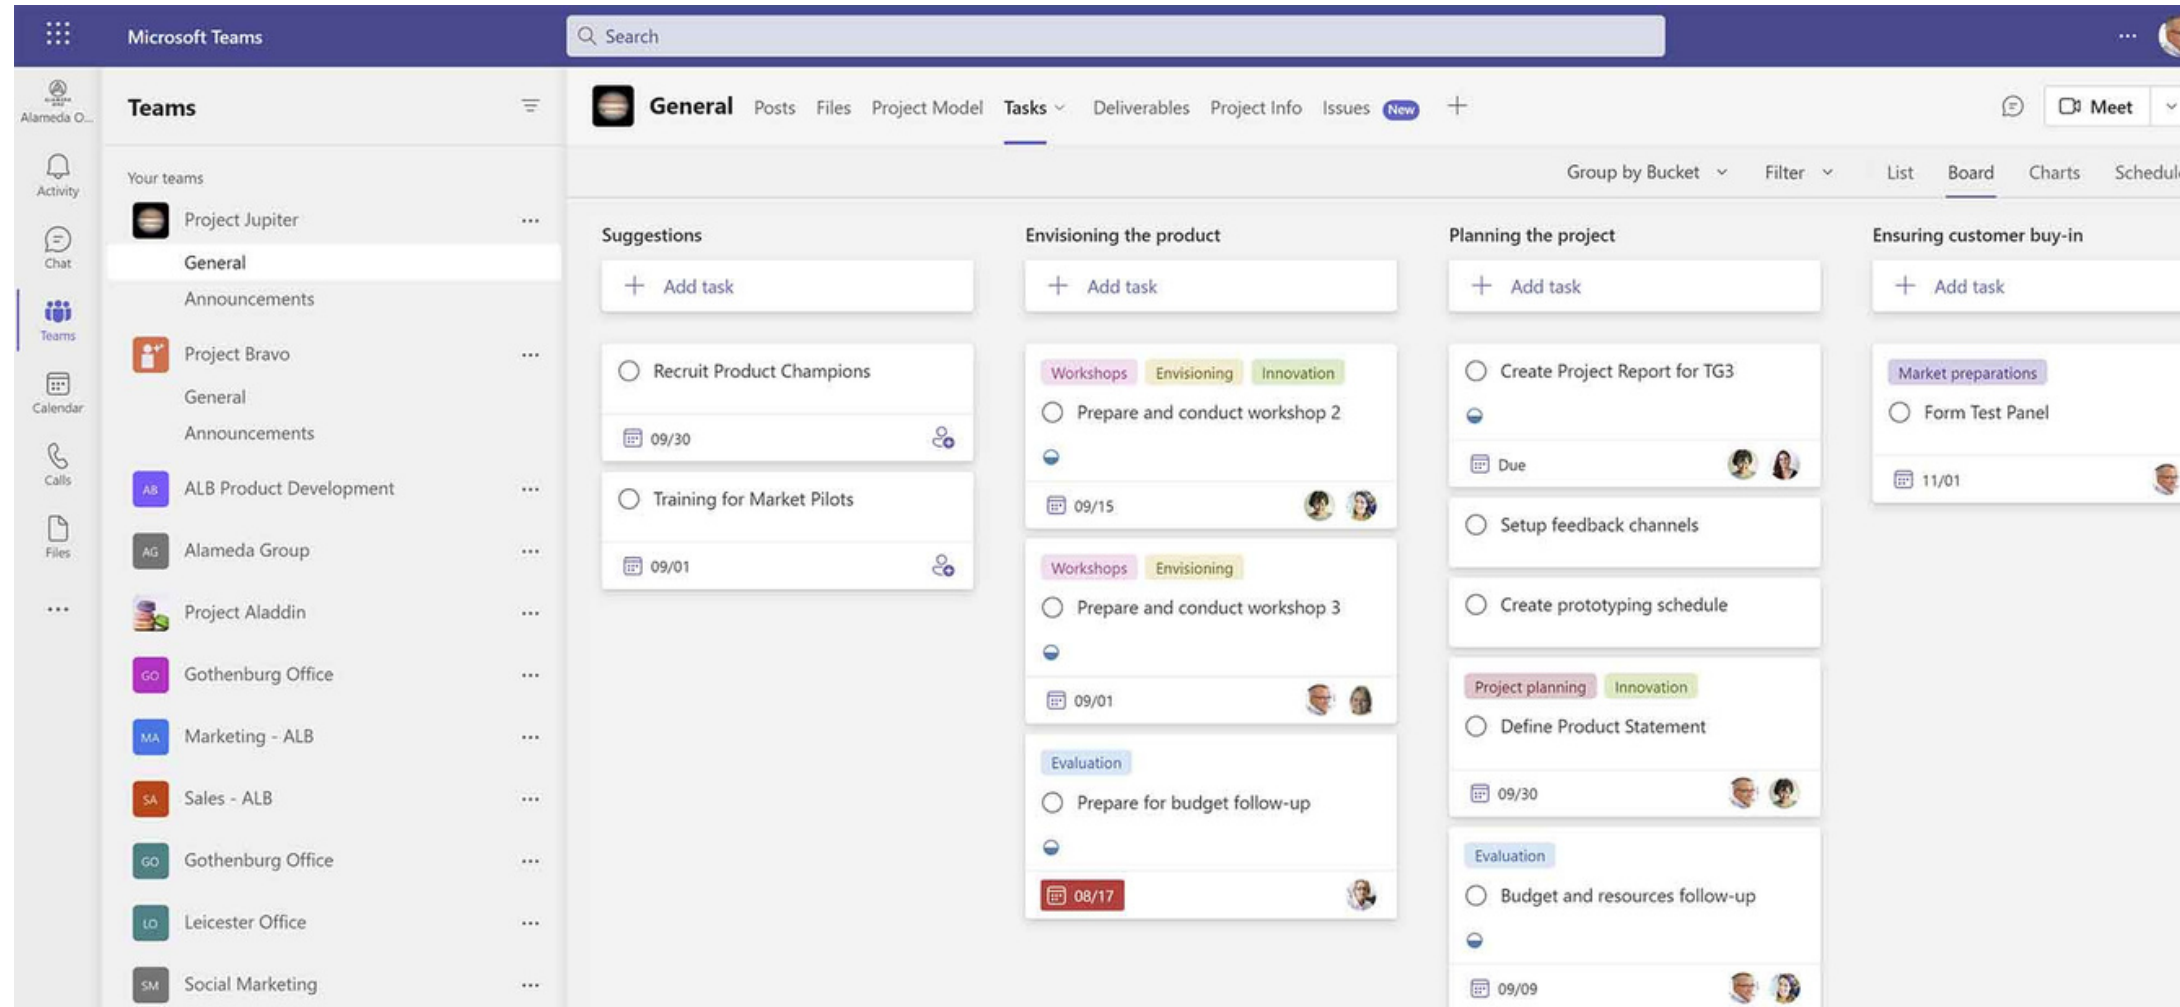 Microsoft Teams
Search
Alameda O...
Activity
Chat
Teams
Calendar
Calls
Files
Teams
Your teams
Project Jupiter
General
Announcements
Project Bravo
General
Announcements
AB ALB Product Development
AG Alameda Group
Project Aladdin
GO Gothenburg Office
MA Marketing - ALB
SA Sales - ALB
GO Gothenburg Office
LO Leicester Office
SM Social Marketing
General Posts Files Project Model Tasks Deliverables Project Info Issues New
Meet
Group by Bucket Filter List Board Charts Schedul
Suggestions
Add task
Recruit Product Champions
09/30
Training for Market Pilots
09/01
Envisioning the product
Add task
Workshops Envisioning Innovation
Prepare and conduct workshop 2
09/15
Workshops Envisioning
Prepare and conduct workshop 3
09/01
Evaluation
Prepare for budget follow-up
08/17
Planning the project
Add task
Create Project Report for TG3
Due
Setup feedback channels
Create prototyping schedule
Project planning Innovation
Define Product Statement
09/30
Evaluation
Budget and resources follow-up
09/09
Ensuring customer buy-in
Add task
Market preparations
Form Test Panel
11/01